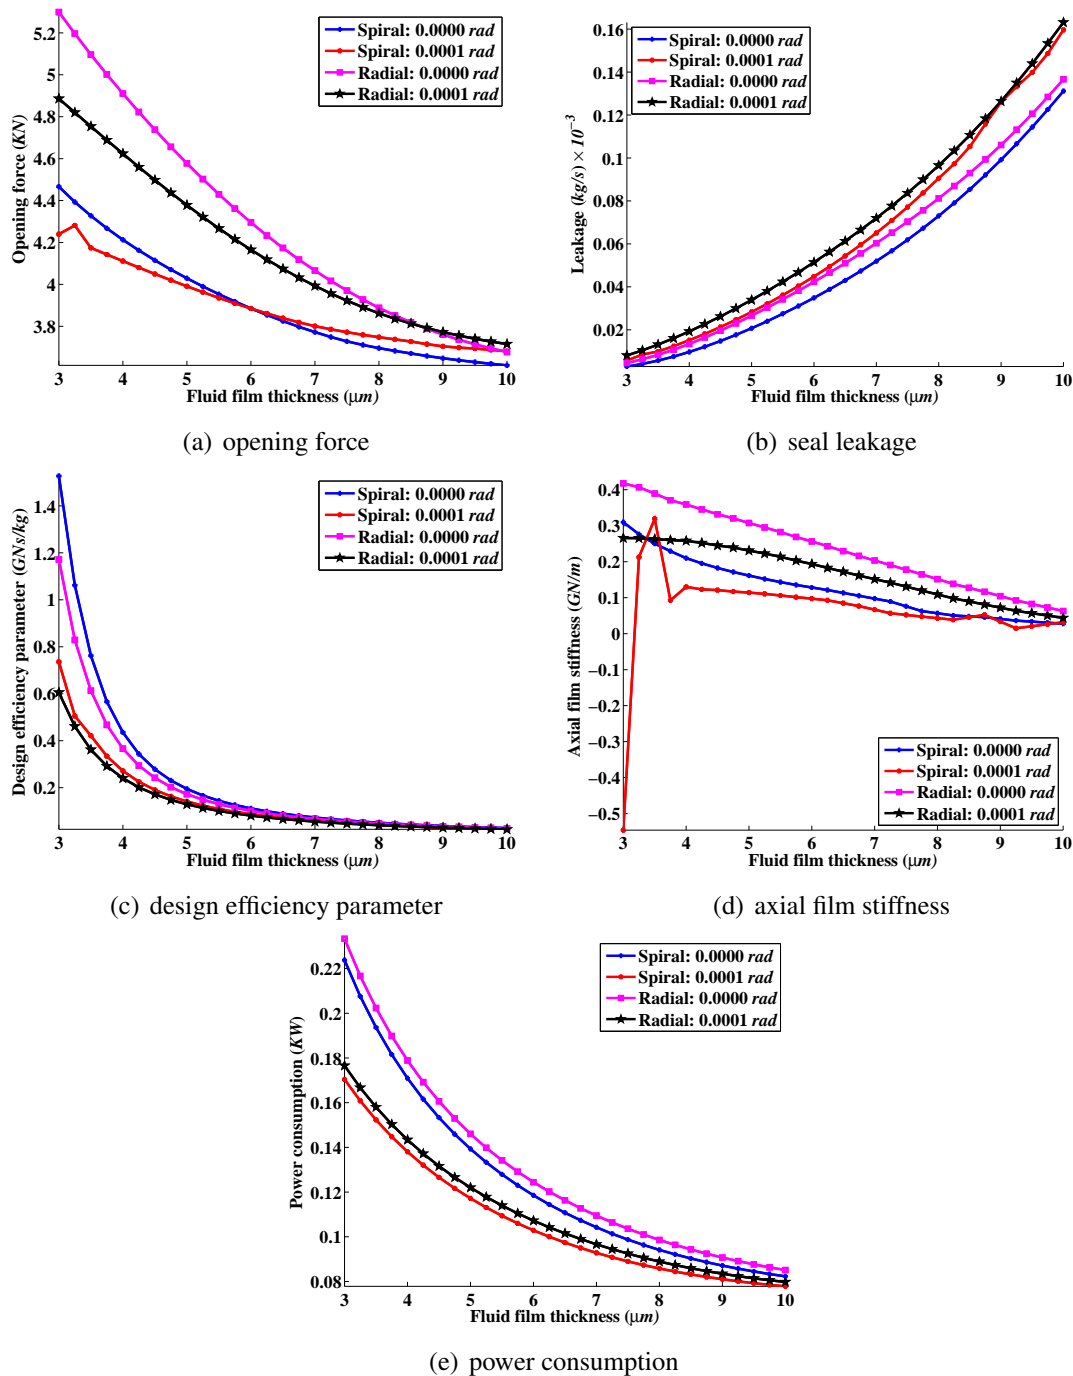 5.2
5
4.8
4.6
4.4
4.2
4
3.8
Opening force (KN)
Spiral: 0.0000 rad
Spiral: 0.0001 rad
Radial: 0.0000 rad
Radial: 0.0001 rad
3 4 5 6 7 8 9 10
Fluid film thickness (μm)
(a) opening force
0.16
0.14
0.12
0.1
0.08
0.06
0.04
0.02
Leakage (kg/s) × 10⁻³
Spiral: 0.0000 rad
Spiral: 0.0001 rad
Radial: 0.0000 rad
Radial: 0.0001 rad
3 4 5 6 7 8 9 10
Fluid film thickness (μm)
(b) seal leakage
1.4
1.2
1
0.8
0.6
0.4
0.2
Design efficiency parameter (GNs/kg)
Spiral: 0.0000 rad
Spiral: 0.0001 rad
Radial: 0.0000 rad
Radial: 0.0001 rad
3 4 5 6 7 8 9 10
Fluid film thickness (μm)
(c) design efficiency parameter
0.4
0.3
0.2
0.1
0
−0.1
−0.2
−0.3
−0.4
−0.5
Axial film stiffness (GN/m)
Spiral: 0.0000 rad
Spiral: 0.0001 rad
Radial: 0.0000 rad
Radial: 0.0001 rad
3 4 5 6 7 8 9 10
Fluid film thickness (μm)
(d) axial film stiffness
0.22
0.2
0.18
0.16
0.14
0.12
0.1
0.08
Power consumption (KW)
Spiral: 0.0000 rad
Spiral: 0.0001 rad
Radial: 0.0000 rad
Radial: 0.0001 rad
3 4 5 6 7 8 9 10
Fluid film thickness (μm)
(e) power consumption